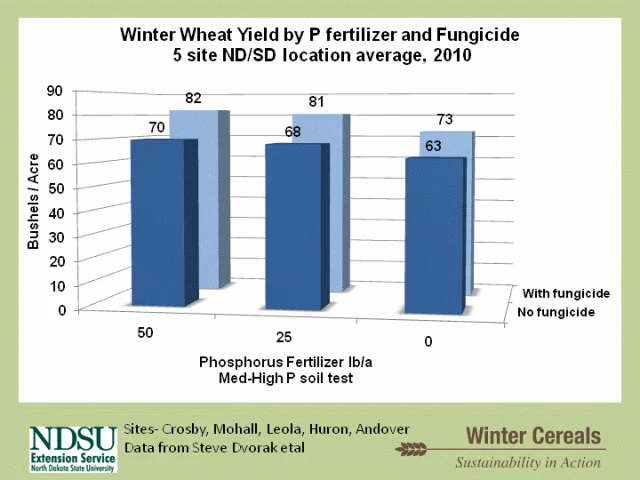 Winter Wheat Yield by P fertilizer and Fungicide
5 site ND/SD location average, 2010
90
80
70
60
50
40
30
20
10
0
Bushels / Acre
82
81
73
70
68
63
With fungicide
No fungicide
50
25
0
Phosphorus Fertilizer lb/a
Med-High P soil test
NDSU
Extension Service
North Dakota State University
Sites- Crosby, Mohall, Leola, Huron, Andover
Data from Steve Dvorak etal
Winter Cereals
Sustainability in Action